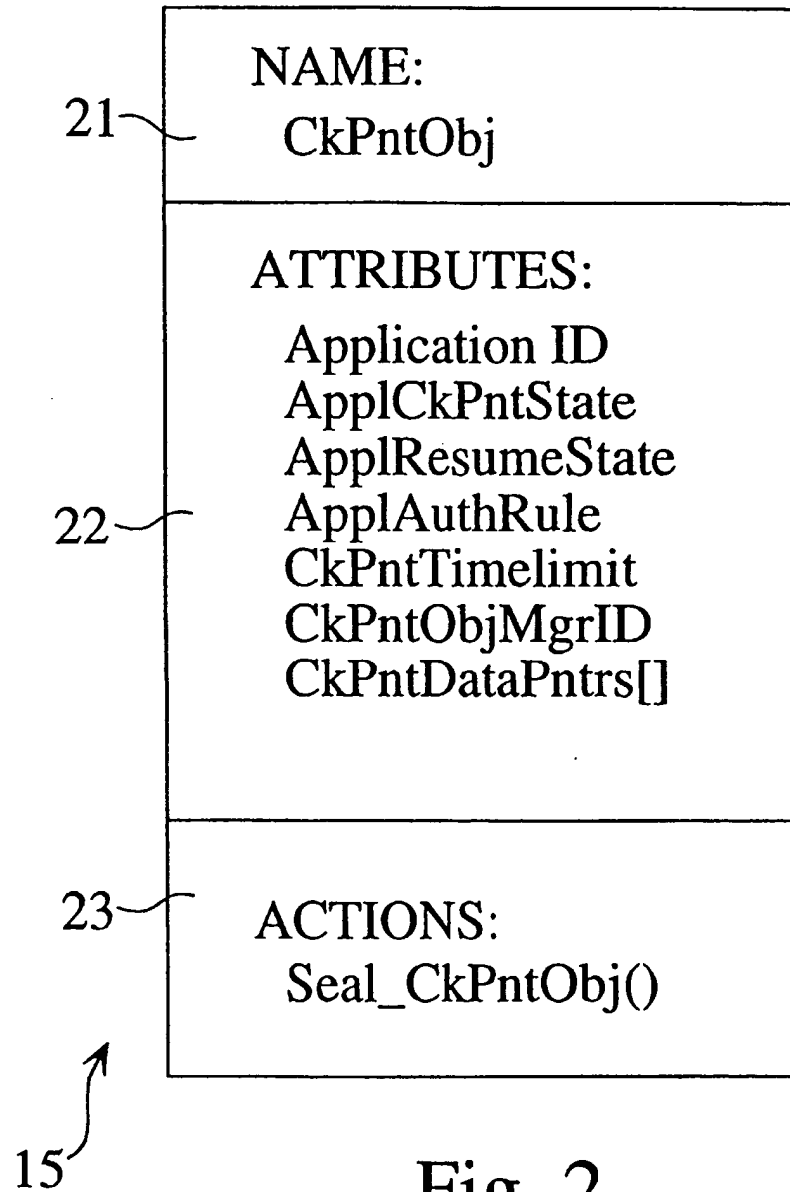 NAME:
21
CkPntObj
ATTRIBUTES:
Application ID
ApplCkPntState
ApplResumeState
22
ApplAuthRule
CkPntTimelimit
CkPntObjMgrID
CkPntDataPntrs[]
23
ACTIONS:
Seal_CkPntObj()
15
Fig. 2